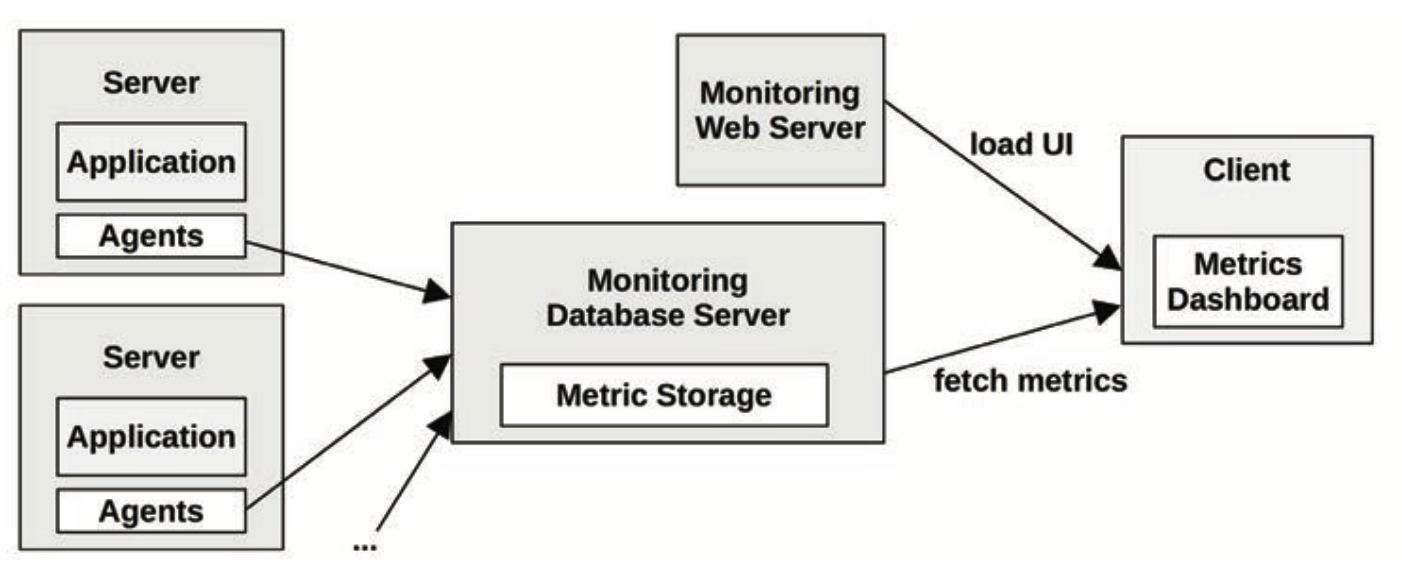 Server
Application
Agents
Server
Application
Agents
...
Monitoring
Web Server
Monitoring
Database Server
Metric Storage
load UI
fetch metrics
Client
Metrics
Dashboard